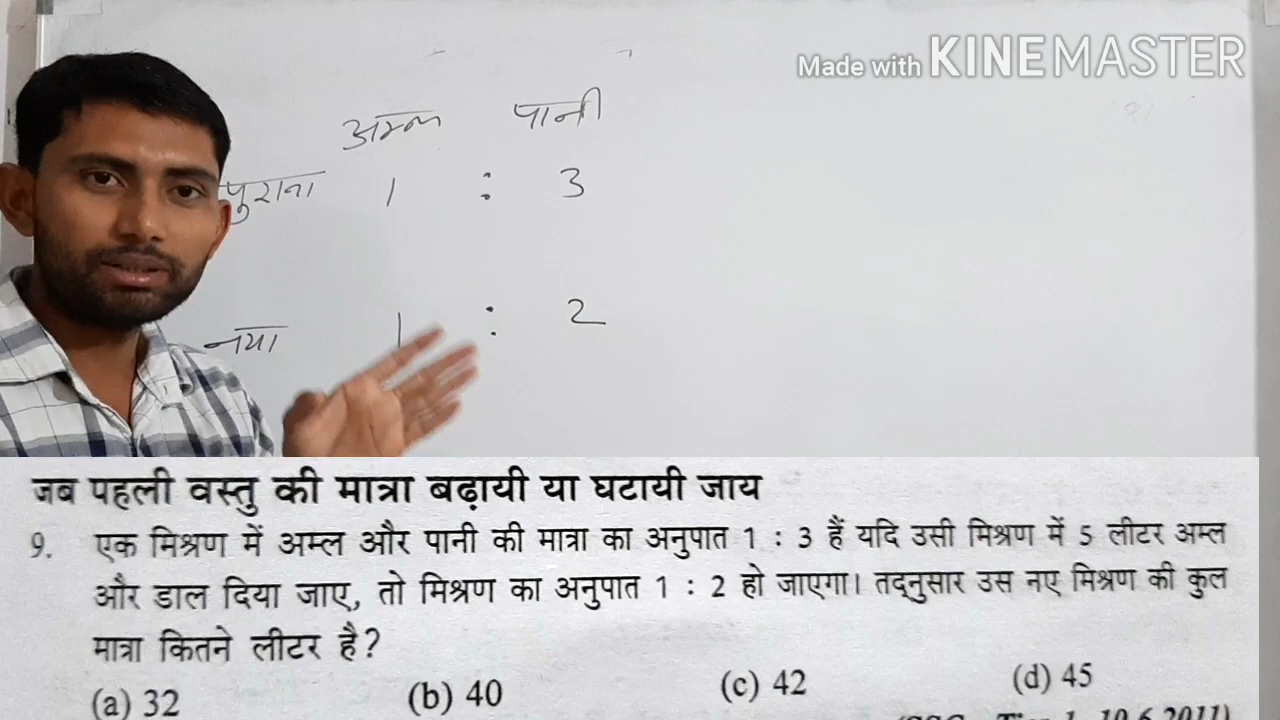 Made with KINEMASTER
अम्ल पानी
पुराना 1 : 3
नया 1 : 2
जब पहली वस्तु की मात्रा बढ़ायी या घटायी जाय
9. एक मिश्रण में अम्ल और पानी की मात्रा का अनुपात 1 : 3 हैं यदि उसी मिश्रण में 5 लीटर अम्ल
और डाल दिया जाए, तो मिश्रण का अनुपात 1 : 2 हो जाएगा। तद्नुसार उस नए मिश्रण की कुल
मात्रा कितने लीटर है?
(a) 32 (b) 40 (c) 42 (d) 45